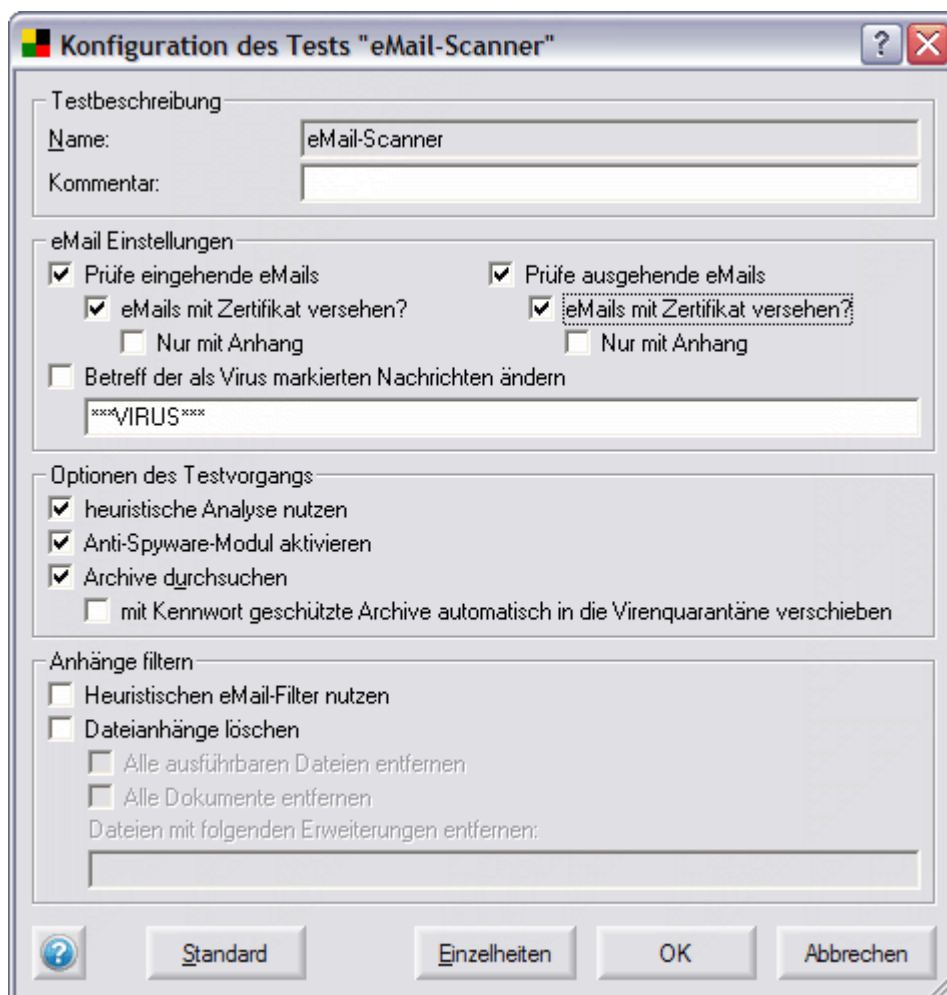 Konfiguration des Tests "eMail-Scanner"
Testbeschreibung
Name: eMail-Scanner
Kommentar:
eMail Einstellungen
Prüfe eingehende eMails Prüfe ausgehende eMails
eMails mit Zertifikat versehen? eMails mit Zertifikat versehen?
Nur mit Anhang Nur mit Anhang
Betreff der als Virus markierten Nachrichten ändern
***VIRUS***
Optionen des Testvorgangs
heuristische Analyse nutzen
Anti-Spyware-Modul aktivieren
Archive durchsuchen
mit Kennwort geschützte Archive automatisch in die Virenquarantäne verschieben
Anhänge filtern
Heuristischen eMail-Filter nutzen
Dateianhänge löschen
Alle ausführbaren Dateien entfernen
Alle Dokumente entfernen
Dateien mit folgenden Erweiterungen entfernen:
Standard Einzelheiten OK Abbrechen